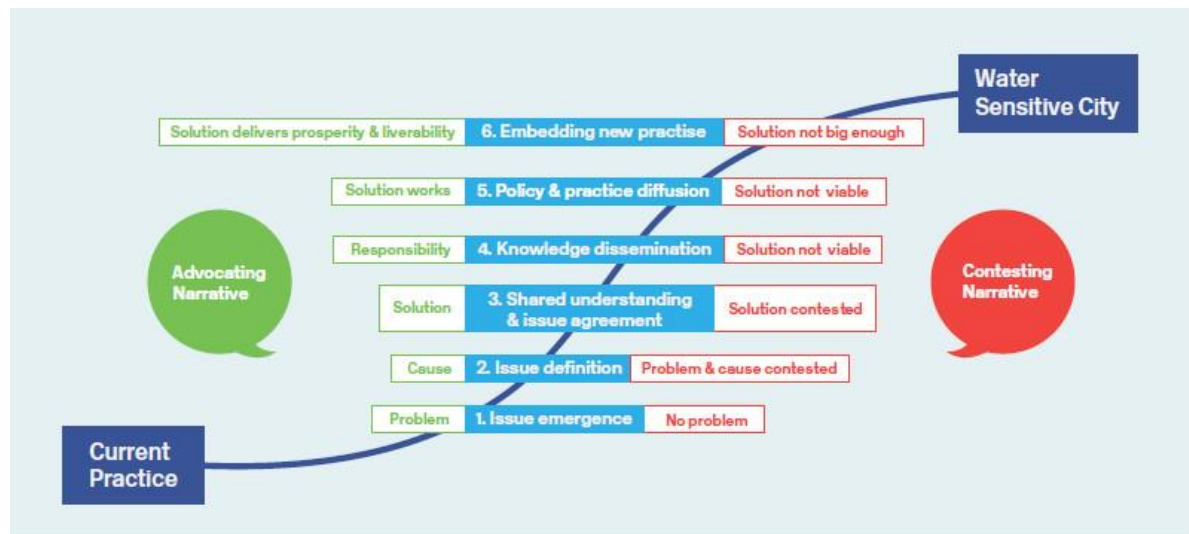 Water
Sensitive City
Solution delivers prosperity & liverability
6. Embedding new practise
Solution not big enough
Solution works
5. Policy & practice diffusion
Solution not viable
Responsibility
4. Knowledge dissemination
Solution not viable
Advocating
Narrative
Contesting
Narrative
Solution
3. Shared understanding
& issue agreement
Solution contested
Cause
2. Issue definition
Problem & cause contested
Problem
1. Issue emergence
No problem
Current
Practice